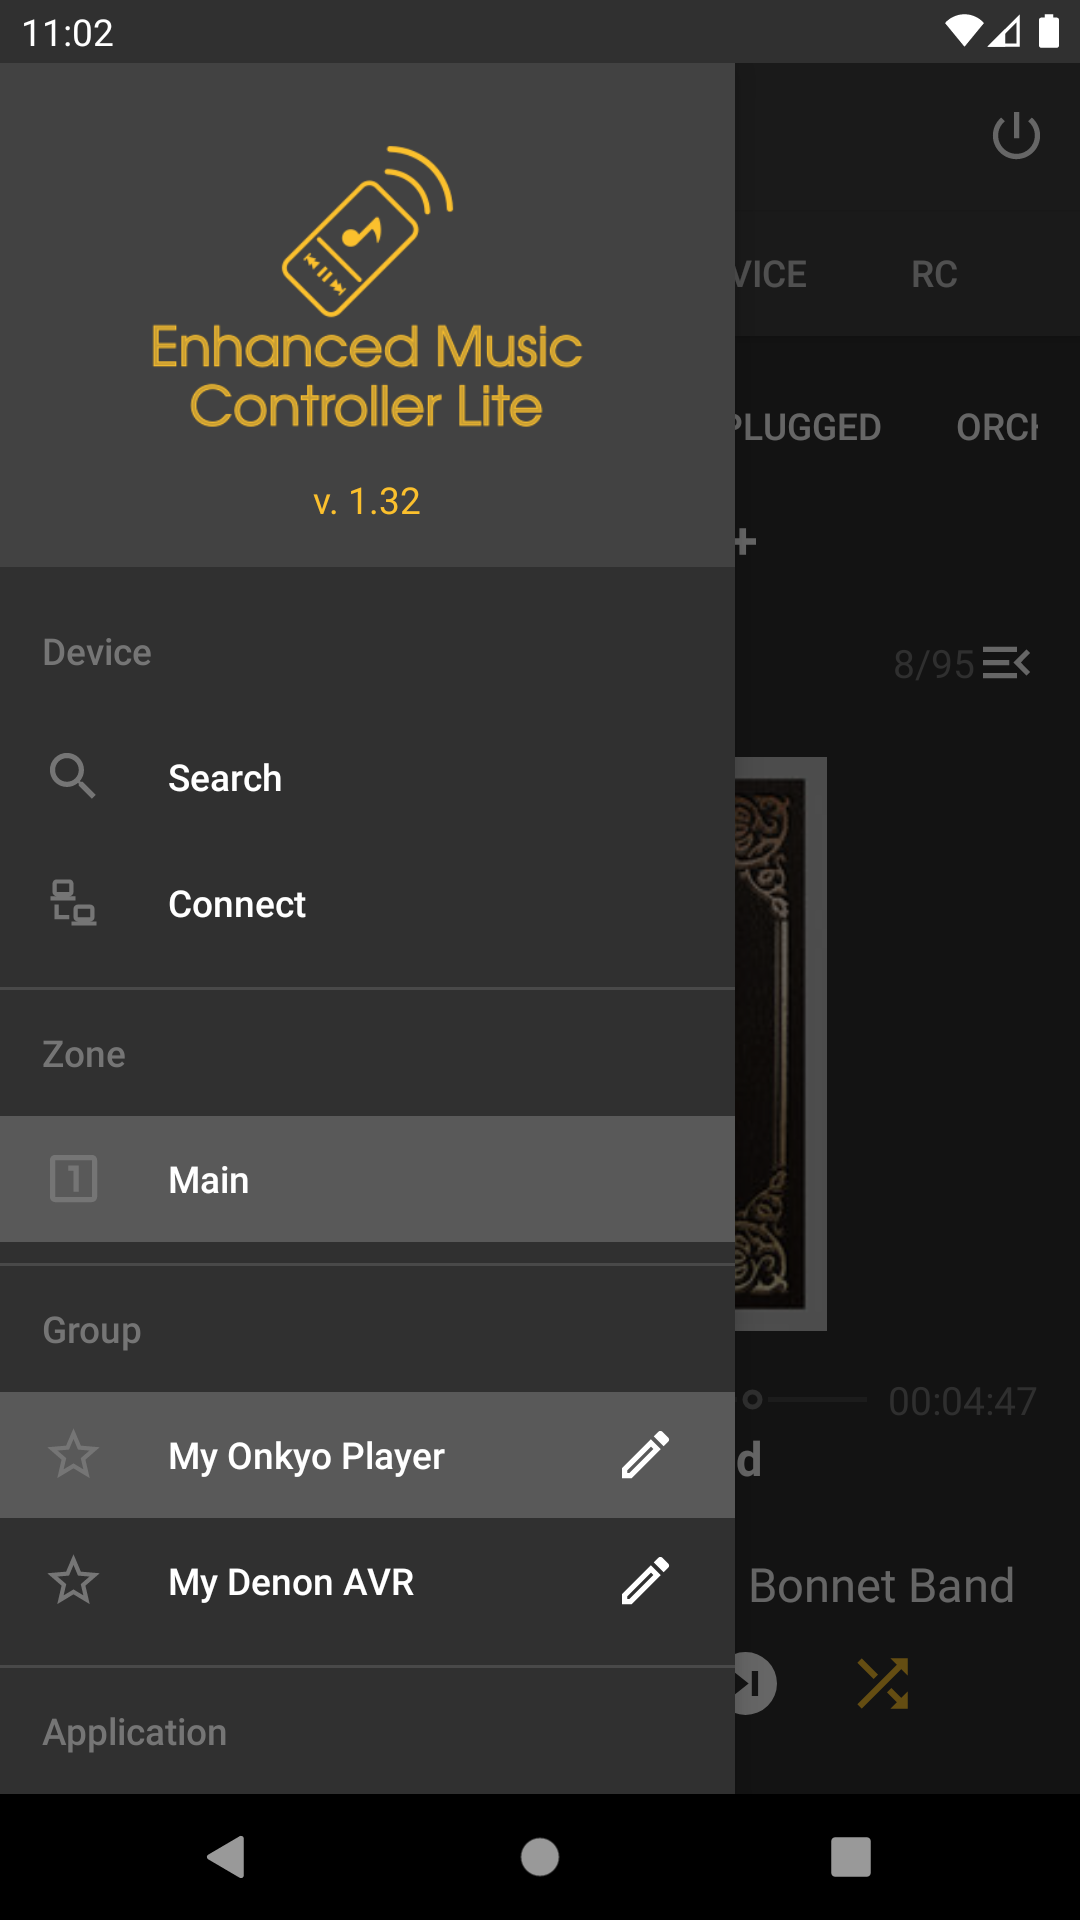 11:02
Enhanced Music
Controller Lite
v. 1.32
VICE
RC
PLUGGED
+
8/95
Device
Search
Connect
Zone
1
Main
Group
My Onkyo Player
My Denon AVR
00:04:47
d
Bonnet Band
Application